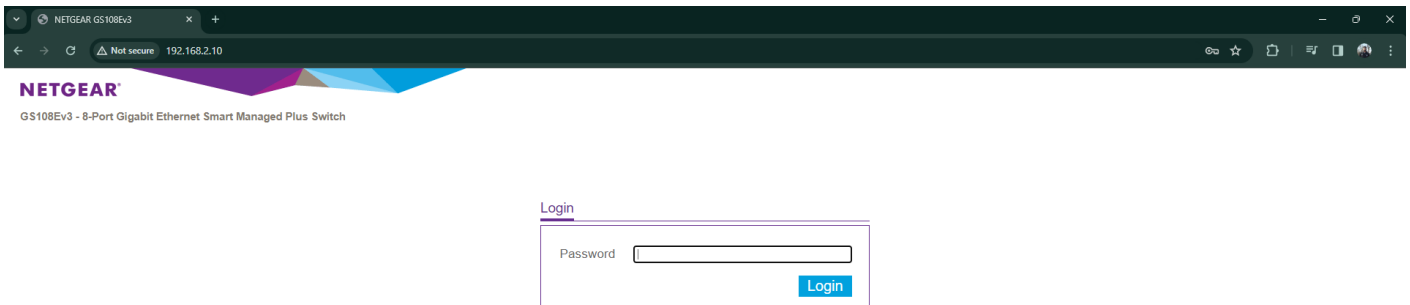 NETGEAR GS108Ev3
Not secure 192.168.2.10
NETGEAR®
GS108Ev3 - 8-Port Gigabit Ethernet Smart Managed Plus Switch
Login
Password
Login